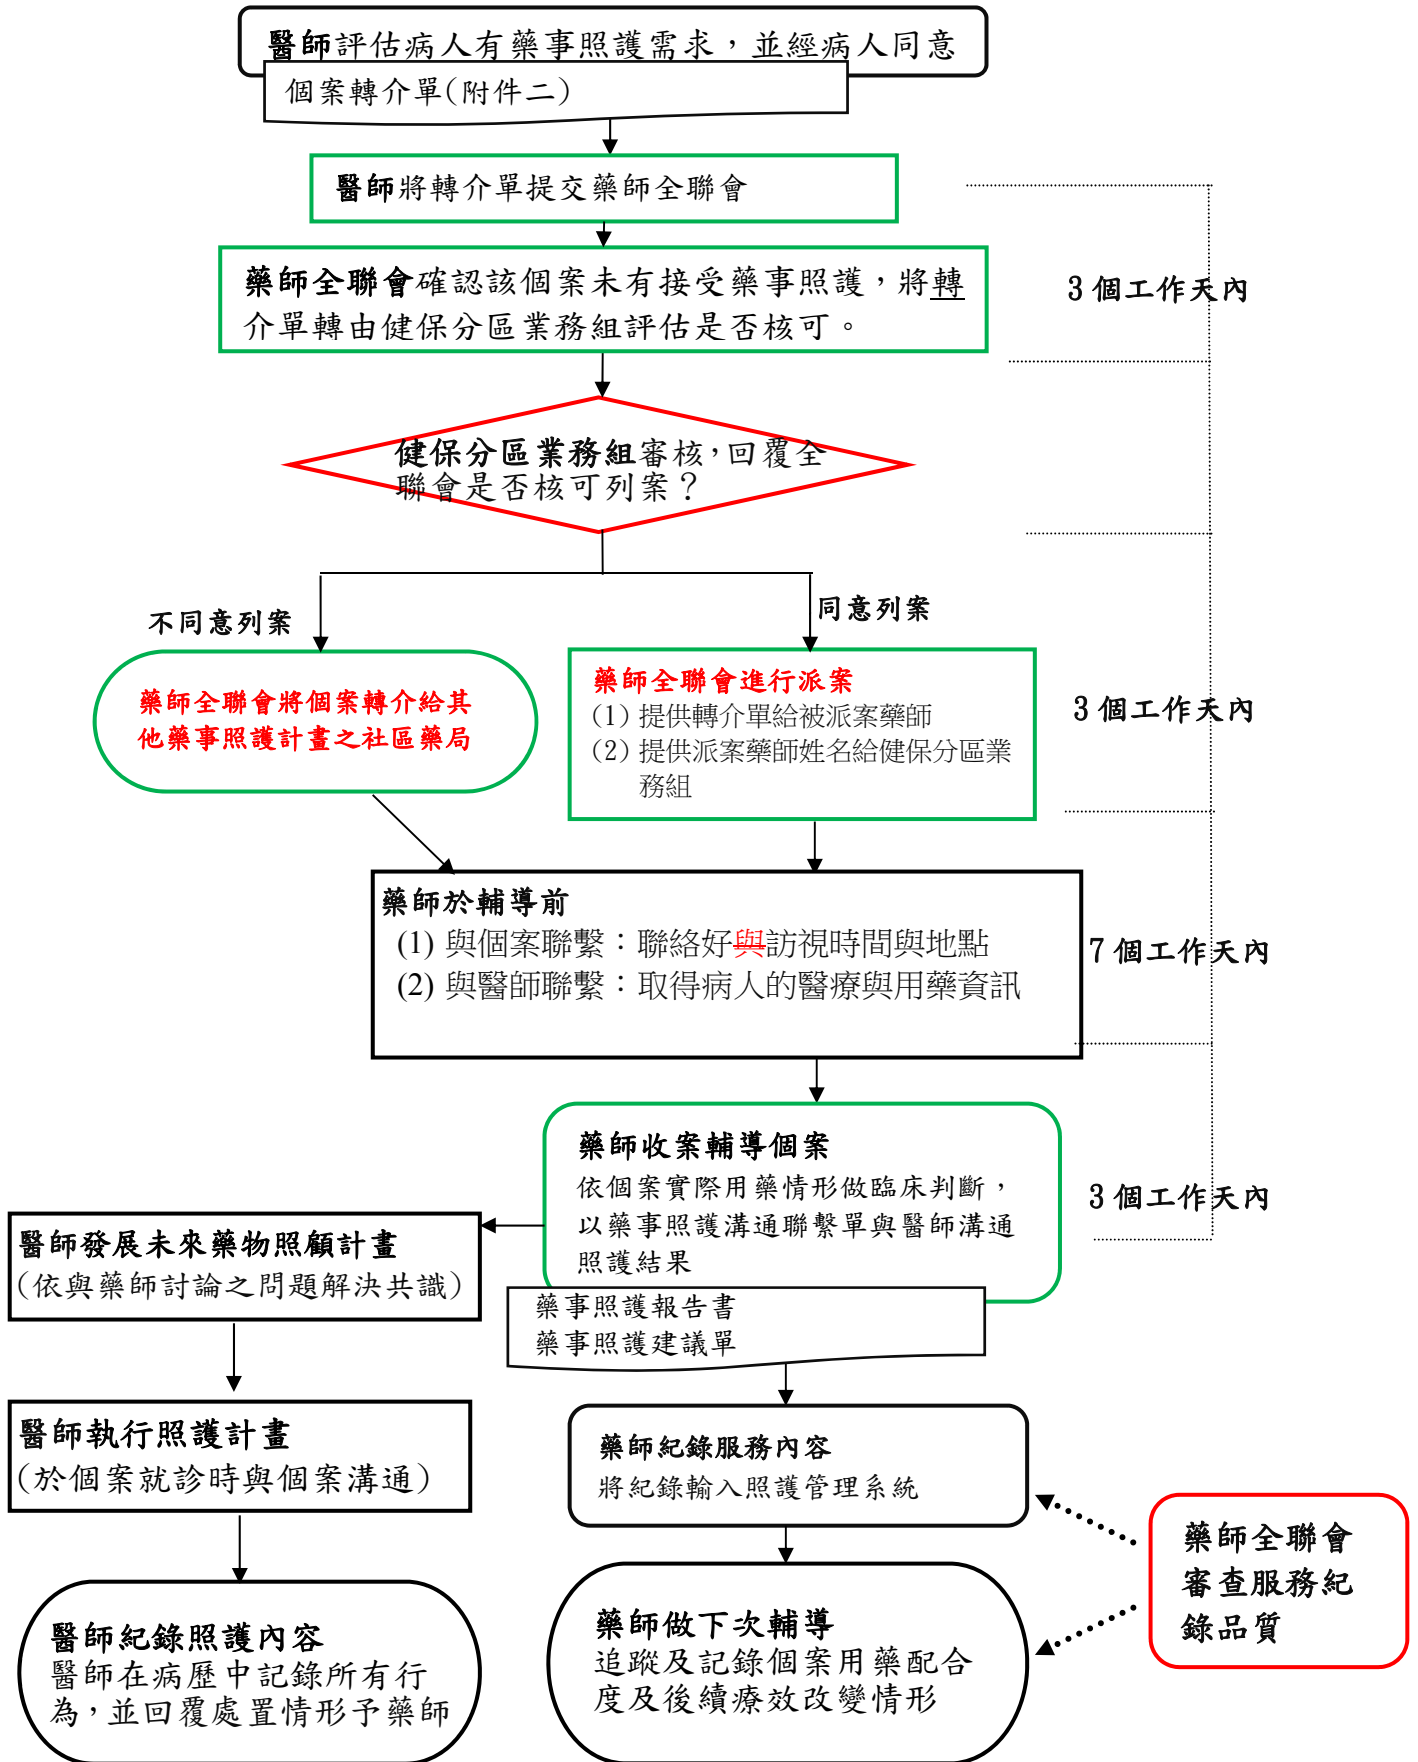 醫師評估病人有藥事照護需求，並經病人同意
個案轉介單(附件二)
醫師將轉介單提交藥師全聯會
藥師全聯會確認該個案未有接受藥事照護，將轉
介單轉由健保分區業務組評估是否核可。
3 個工作天內
健保分區業務組審核，回覆全
聯會是否核可列案？
不同意列案
同意列案
藥師全聯會將個案轉介給其
他藥事照護計畫之社區藥局
藥師全聯會進行派案
(1) 提供轉介單給被派案藥師
(2) 提供派案藥師姓名給健保分區業
務組
3 個工作天內
藥師於輔導前
(1) 與個案聯繫：聯絡好與訪視時間與地點
(2) 與醫師聯繫：取得病人的醫療與用藥資訊
7 個工作天內
藥師收案輔導個案
依個案實際用藥情形做臨床判斷，
以藥事照護溝通聯繫單與醫師溝通
照護結果
3 個工作天內
醫師發展未來藥物照顧計畫
(依與藥師討論之問題解決共識)
藥事照護報告書
藥事照護建議單
醫師執行照護計畫
(於個案就診時與個案溝通)
藥師紀錄服務內容
將紀錄輸入照護管理系統
藥師全聯會
審查服務紀
錄品質
醫師紀錄照護內容
醫師在病歷中記錄所有行
為，並回覆處置情形予藥師
藥師做下次輔導
追蹤及記錄個案用藥配合
度及後續療效改變情形